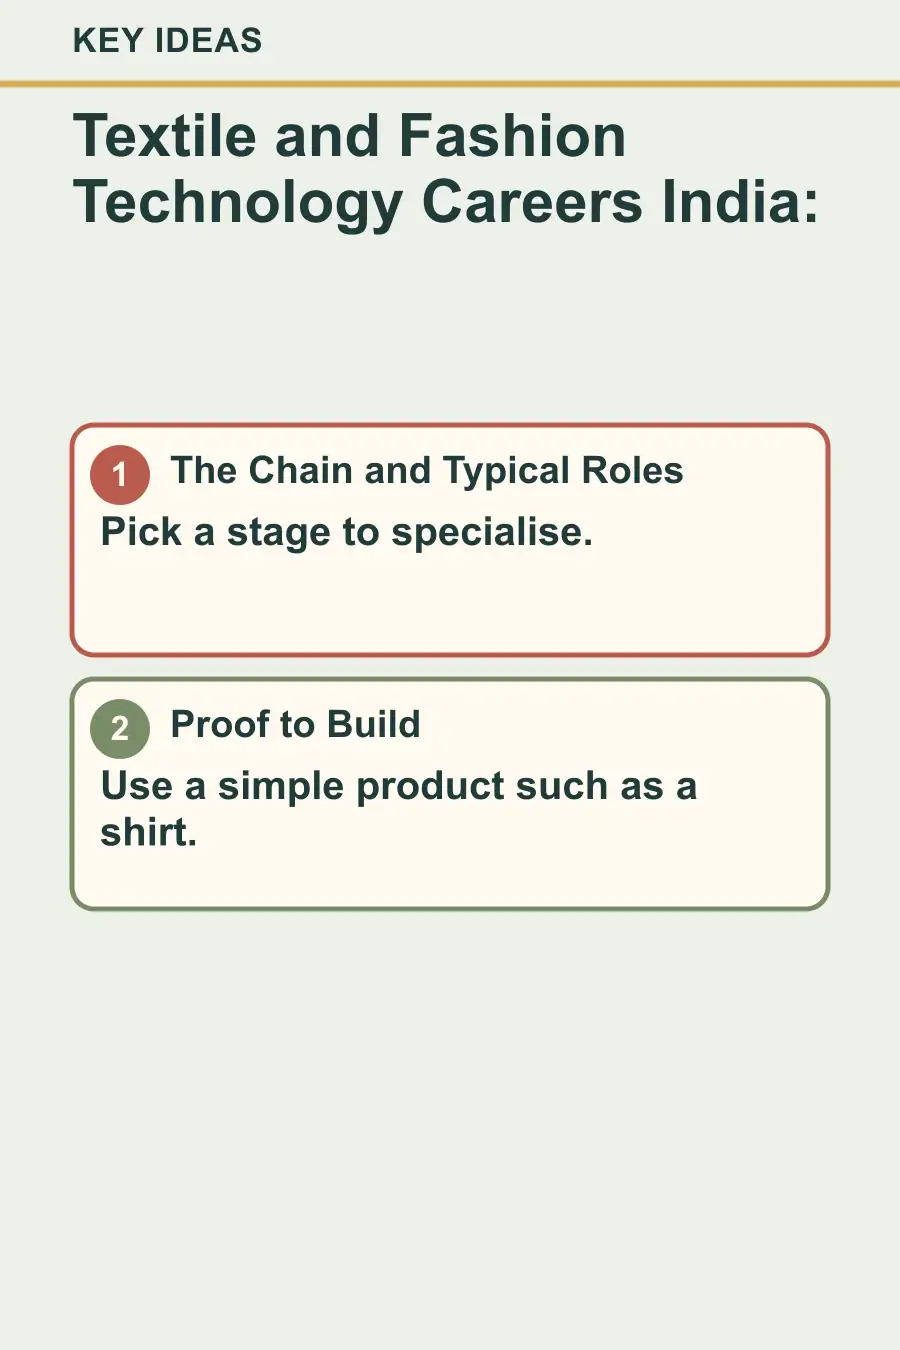 KEY IDEAS
Textile and Fashion
Technology Careers India:
1 The Chain and Typical Roles
Pick a stage to specialise.
2 Proof to Build
Use a simple product such as a
shirt.